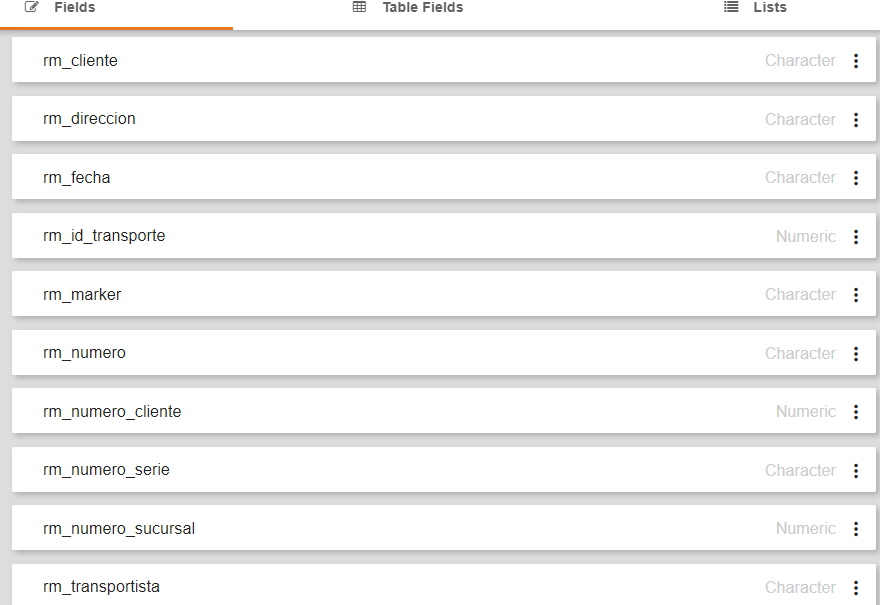 Fields Table Fields Lists
rm_cliente Character
rm_direccion Character
rm_fecha Character
rm_id_transporte Numeric
rm_marker Character
rm_numero Character
rm_numero_cliente Numeric
rm_numero_serie Character
rm_numero_sucursal Numeric
rm_transportista Character